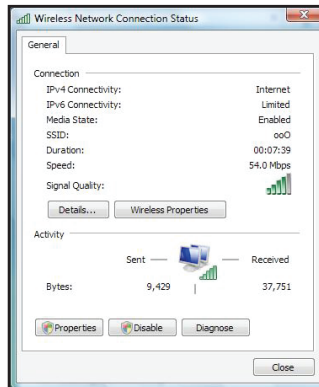 Wireless Network Connection Status
General
Connection
IPv4 Connectivity: Internet
IPv6 Connectivity: Limited
Media State: Enabled
SSID: ooO
Duration: 00:07:39
Speed: 54.0 Mbps
Signal Quality:
Details... Wireless Properties
Activity
Sent Received
Bytes: 9,429 37,751
Properties Disable Diagnose
Close